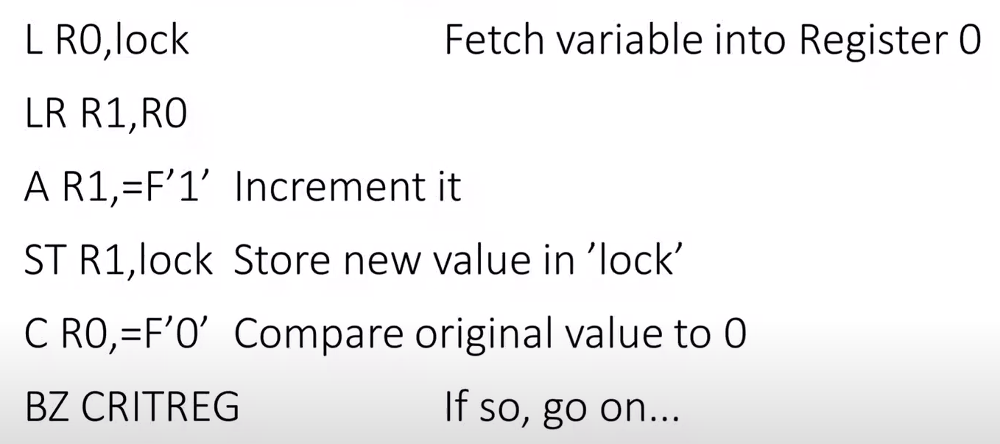 L R0,lock Fetch variable into Register 0
LR R1,R0
A R1,=F’1’ Increment it
ST R1,lock Store new value in ’lock’
C R0,=F’0’ Compare original value to 0
BZ CRITREG If so, go on...